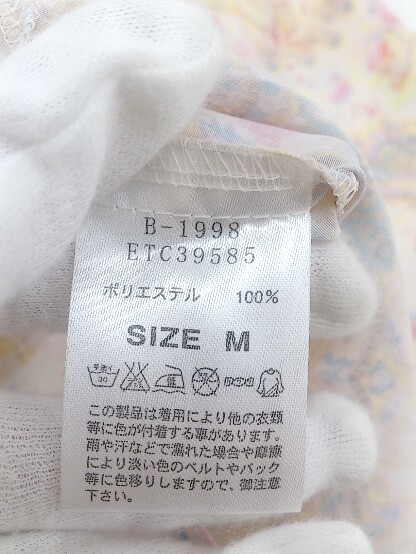 B-1998
ETC39585
ポリエステル 100%
SIZE M
手洗イ 30
この製品は着用により他の衣類
等に色が付着する事があります。
雨や汗などで濡れた場合や摩擦
により淡い色のベルトやバック
等に色移りしますので、御注意
下さい。